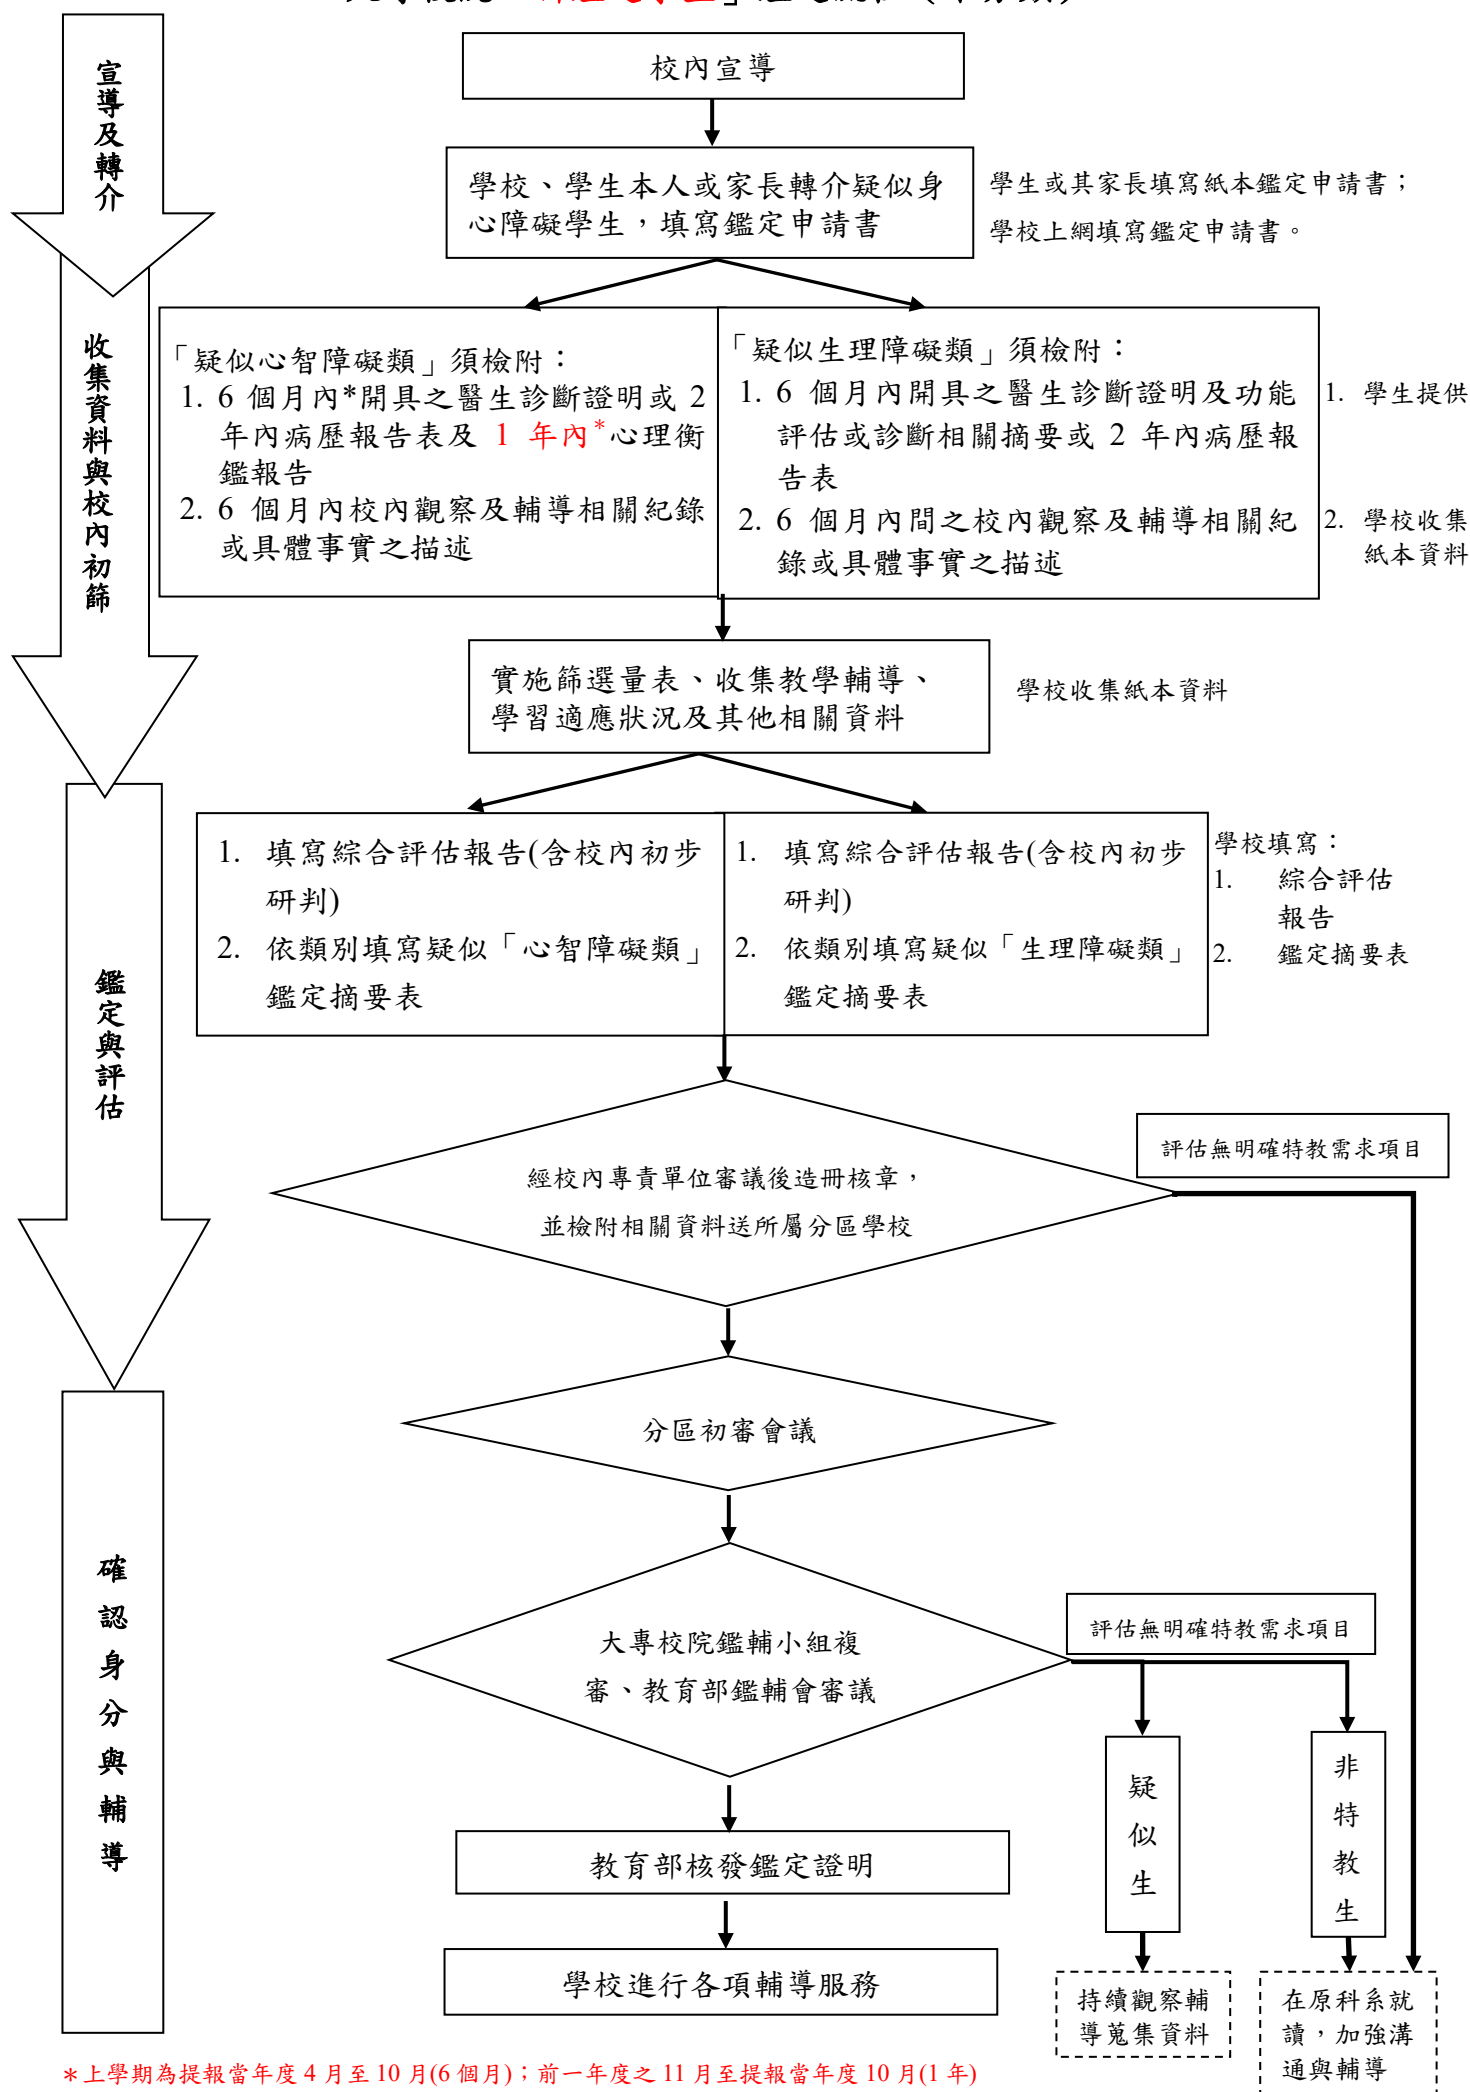 宣導及轉介
校內宣導
學校、學生本人或家長轉介疑似身
心障礙學生，填寫鑑定申請書
學生或其家長填寫紙本鑑定申請書；
學校上網填寫鑑定申請書。
收集資料與校內初篩
「疑似心智障礙類」須檢附：
1. 6 個月內*開具之醫生診斷證明或 2
年內病歷報告表及 1 年內*心理衡
鑑報告
2. 6 個月內校內觀察及輔導相關紀錄
或具體事實之描述
「疑似生理障礙類」須檢附：
1. 6 個月內開具之醫生診斷證明及功能
評估或診斷相關摘要或 2 年內病歷報
告表
2. 6 個月內間之校內觀察及輔導相關紀
錄或具體事實之描述
1. 學生提供
2. 學校收集
紙本資料
實施篩選量表、收集教學輔導、
學習適應狀況及其他相關資料
學校收集紙本資料
鑑定與評估
1. 填寫綜合評估報告(含校內初步
研判)
2. 依類別填寫疑似「心智障礙類」
鑑定摘要表
1. 填寫綜合評估報告(含校內初步
研判)
2. 依類別填寫疑似「生理障礙類」
鑑定摘要表
學校填寫：
1. 綜合評估
報告
2. 鑑定摘要表
經校內專責單位審議後造冊核章，
並檢附相關資料送所屬分區學校
評估無明確特教需求項目
分區初審會議
確認身分與輔導
大專校院鑑輔小組複
審、教育部鑑輔會審議
評估無明確特教需求項目
疑似生
非特教生
教育部核發鑑定證明
學校進行各項輔導服務
持續觀察輔
導蒐集資料
在原科系就
讀，加強溝
通與輔導
＊上學期為提報當年度 4 月至 10 月(6 個月)；前一年度之 11 月至提報當年度 10 月(1 年)